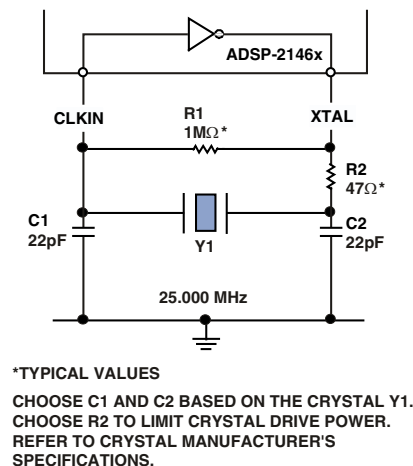 ADSP-2146x
CLKIN
XTAL
R1
1MΩ*
R2
47Ω*
C1
22pF
Y1
C2
22pF
25.000 MHz
*TYPICAL VALUES
CHOOSE C1 AND C2 BASED ON THE CRYSTAL Y1.
CHOOSE R2 TO LIMIT CRYSTAL DRIVE POWER.
REFER TO CRYSTAL MANUFACTURER'S
SPECIFICATIONS.